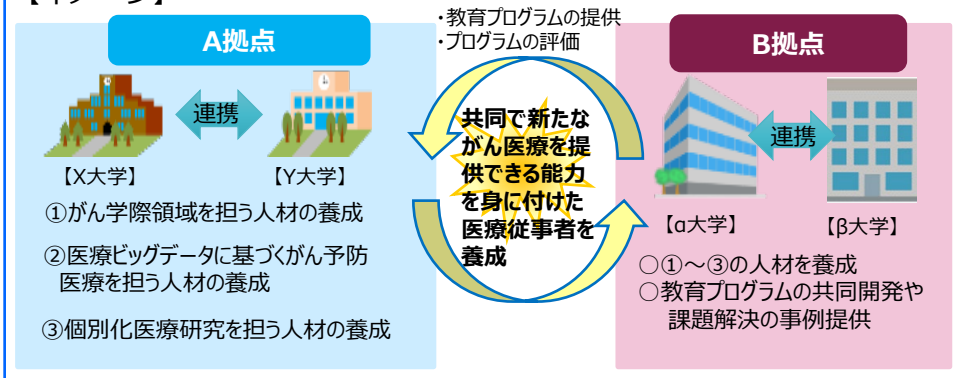 ・教育プログラムの提供
・プログラムの評価
A拠点
連携
【X大学】
【Y大学】
①がん学際領域を担う人材の養成
②医療ビッグデータに基づくがん予防
医療を担う人材の養成
③個別化医療研究を担う人材の養成
共同で新たな
がん医療を提
供できる能力
を身に付けた
医療従事者を
養成
B拠点
連携
【α大学】
【β大学】
○①～③の人材を養成
○教育プログラムの共同開発や
課題解決の事例提供